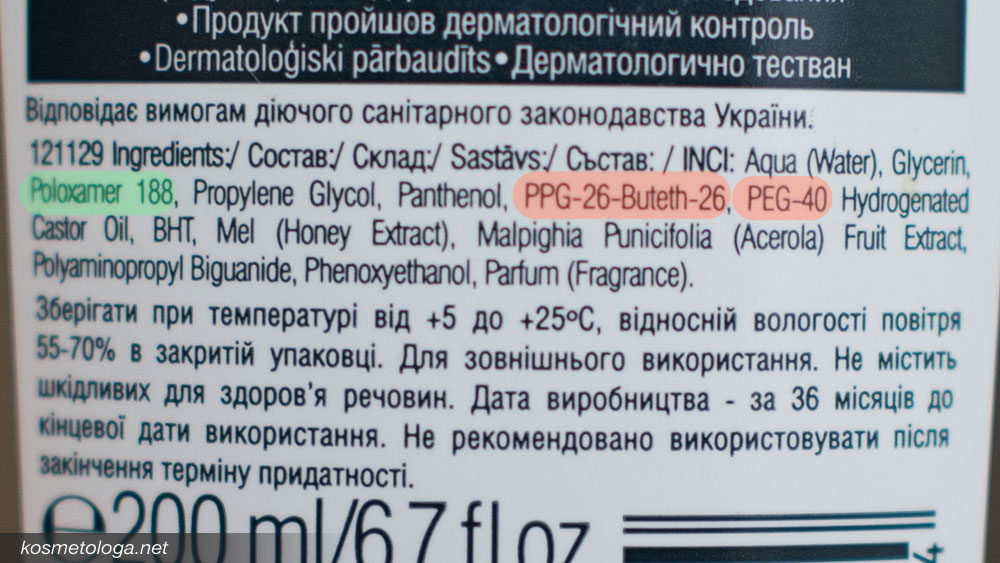 •Продукт пройшов дерматологічний контроль
•Dermatoloģiski pārbaudīts•Дерматологично тестван
Відповідає вимогам діючого санітарного законодавства України.
121129 Ingredients:/ Состав:/ Склад:/ Sastāvs:/ Състав: / INCI: Aqua (Water), Glycerin,
Poloxamer 188, Propylene Glycol, Panthenol, PPG-26-Buteth-26, PEG-40 Hydrogenated
Castor Oil, BHT, Mel (Honey Extract), Malpighia Punicifolia (Acerola) Fruit Extract,
Polyaminopropyl Biguanide, Phenoxyethanol, Parfum (Fragrance).
Зберігати при температурі від +5 до +25ºC, відносній вологості повітря
55-70% в закритій упаковці. Для зовнішнього використання. Не містить
шкідливих для здоров'я речовин. Дата виробництва - за 36 місяців до
кінцевої дати використання. Не рекомендовано використовувати після
закінчення терміну придатності.
℮200 ml/6.7 fl oz
kosmetologa.net